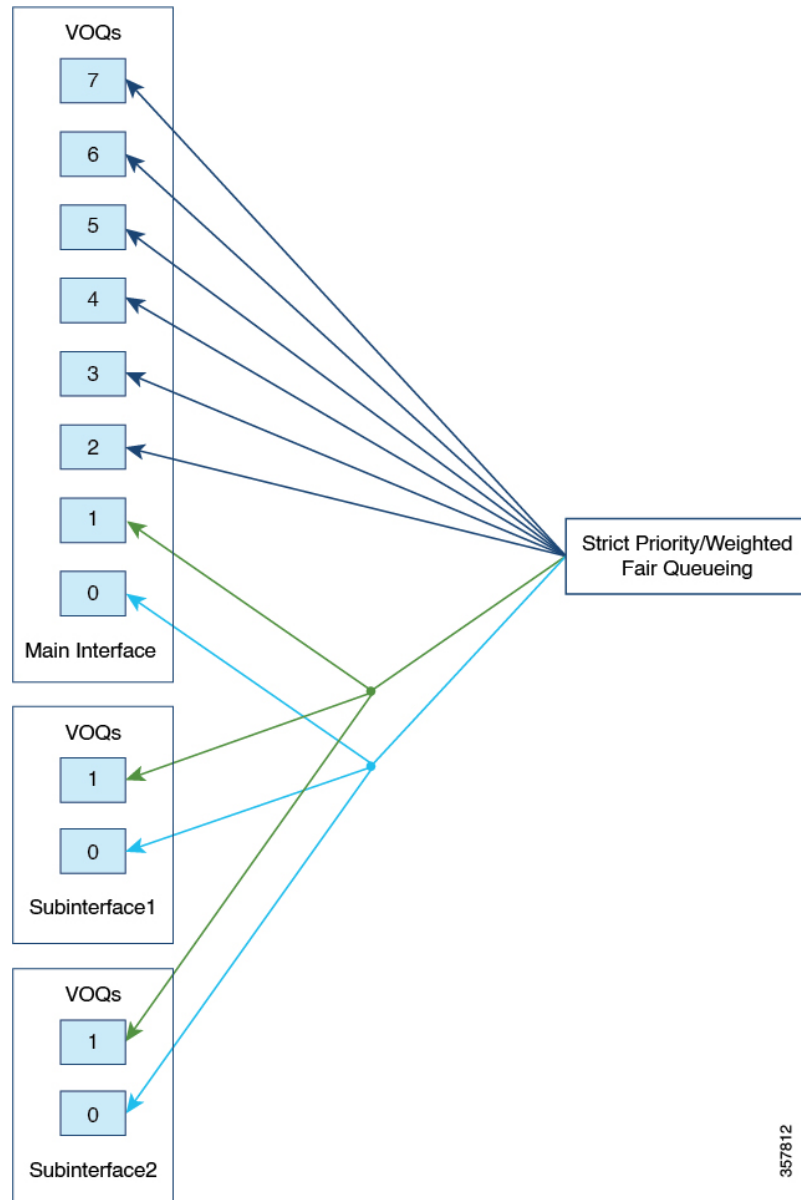 VOQs
7
6
5
4
3
2
1
0
Main Interface
Strict Priority/Weighted
Fair Queueing
VOQs
1
0
Subinterface1
VOQs
1
0
Subinterface2
357812